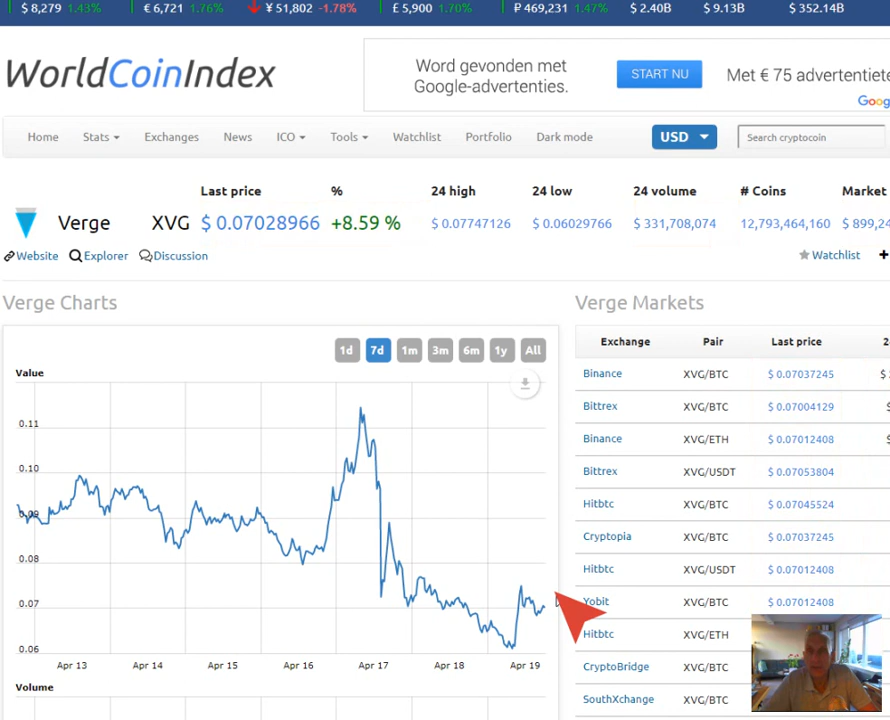 $ 8,279 1.43% € 6,721 1.76% ¥ 51,802 -1.78% £ 5,900 1.70% ₽ 469,231 1.47% $ 2.40B $ 9.13B $ 352.14B
WorldCoinIndex
Word gevonden met
Google-advertenties.
START NU
Met € 75 advertentiete
Goog
Home Stats Exchanges News ICO Tools Watchlist Portfolio Dark mode USD Search cryptocoin
Last price % 24 high 24 low 24 volume # Coins Market
Verge XVG $ 0.07028966 +8.59 % $ 0.07747126 $ 0.06029766 $ 331,708,074 12,793,464,160 $ 899,24
Website Explorer Discussion Watchlist +
Verge Charts
1d 7d 1m 3m 6m 1y All
Value
0.11
0.10
0.09
0.08
0.07
0.06
Apr 13 Apr 14 Apr 15 Apr 16 Apr 17 Apr 18 Apr 19
Volume
Verge Markets
Exchange Pair Last price 2
Binance XVG/BTC $ 0.07037245 $
Bittrex XVG/BTC $ 0.07004129 $
Binance XVG/ETH $ 0.07012408 $
Bittrex XVG/USDT $ 0.07053804
Hitbtc XVG/BTC $ 0.07045524
Cryptopia XVG/BTC $ 0.07037245
Hitbtc XVG/USDT $ 0.07012408
Yobit XVG/BTC $ 0.07012408
Hitbtc XVG/ETH
CryptoBridge XVG/BTC
SouthXchange XVG/BTC